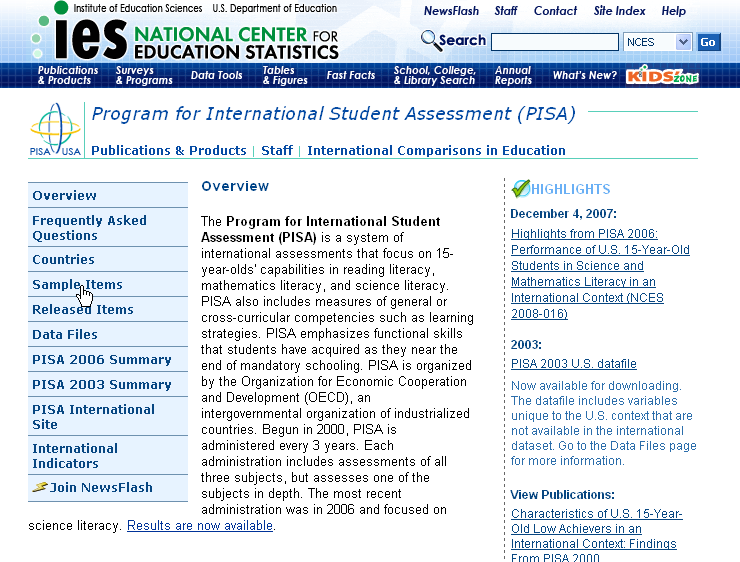 Institute of Education Sciences U.S. Department of Education
NewsFlash Staff Contact Site Index Help
ies NATIONAL CENTER FOR
EDUCATION STATISTICS
Search NCES Go
Publications & Products
Surveys & Programs
Data Tools
Tables & Figures
Fast Facts
School, College, & Library Search
Annual Reports
What's New?
KIDS' ZONE
Program for International Student Assessment (PISA)
PISA USA
Publications & Products | Staff | International Comparisons in Education
Overview
Frequently Asked
Questions
Countries
Sample Items
Released Items
Data Files
PISA 2006 Summary
PISA 2003 Summary
PISA International
Site
International
Indicators
Join NewsFlash
Overview
The Program for International Student
Assessment (PISA) is a system of
international assessments that focus on 15-
year-olds' capabilities in reading literacy,
mathematics literacy, and science literacy.
PISA also includes measures of general or
cross-curricular competencies such as learning
strategies. PISA emphasizes functional skills
that students have acquired as they near the
end of mandatory schooling. PISA is organized
by the Organization for Economic Cooperation
and Development (OECD), an
intergovernmental organization of industrialized
countries. Begun in 2000, PISA is
administered every 3 years. Each
administration includes assessments of all
three subjects, but assesses one of the
subjects in depth. The most recent
administration was in 2006 and focused on
science literacy. Results are now available.
HIGHLIGHTS
December 4, 2007:
Highlights from PISA 2006:
Performance of U.S. 15-Year-Old
Students in Science and
Mathematics Literacy in an
International Context (NCES
2008-016)
2003:
PISA 2003 U.S. datafile
Now available for downloading.
The datafile includes variables
unique to the U.S. context that are
not available in the international
dataset. Go to the Data Files page
for more information.
View Publications:
Characteristics of U.S. 15-Year-
Old Low Achievers in an
International Context: Findings
From PISA 2000